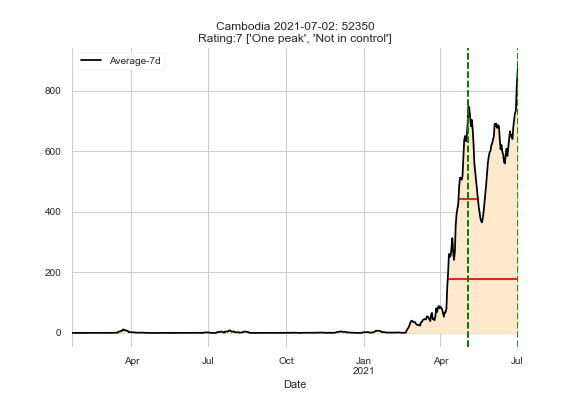 Cambodia 2021-07-02: 52350
Rating:7 ['One peak', 'Not in control']
Average-7d
800
600
400
200
0
Apr
Jul
Oct
Jan
2021
Apr
Jul
Date